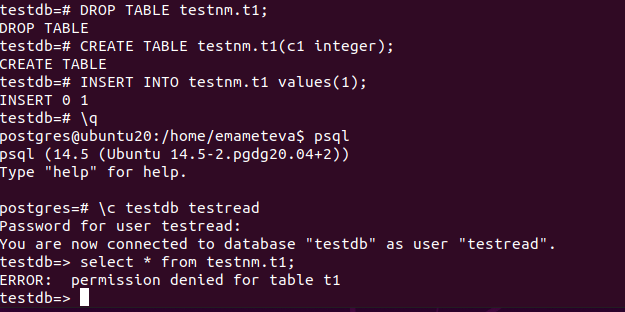 testdb=# DROP TABLE testnm.t1;
DROP TABLE
testdb=# CREATE TABLE testnm.t1(c1 integer);
CREATE TABLE
testdb=# INSERT INTO testnm.t1 values(1);
INSERT 0 1
testdb=# \q
postgres@ubuntu20:/home/emameteva$ psql
psql (14.5 (Ubuntu 14.5-2.pgdg20.04+2))
Type "help" for help.
postgres=# \c testdb testread
Password for user testread:
You are now connected to database "testdb" as user "testread".
testdb=> select * from testnm.t1;
ERROR:  permission denied for table t1
testdb=>